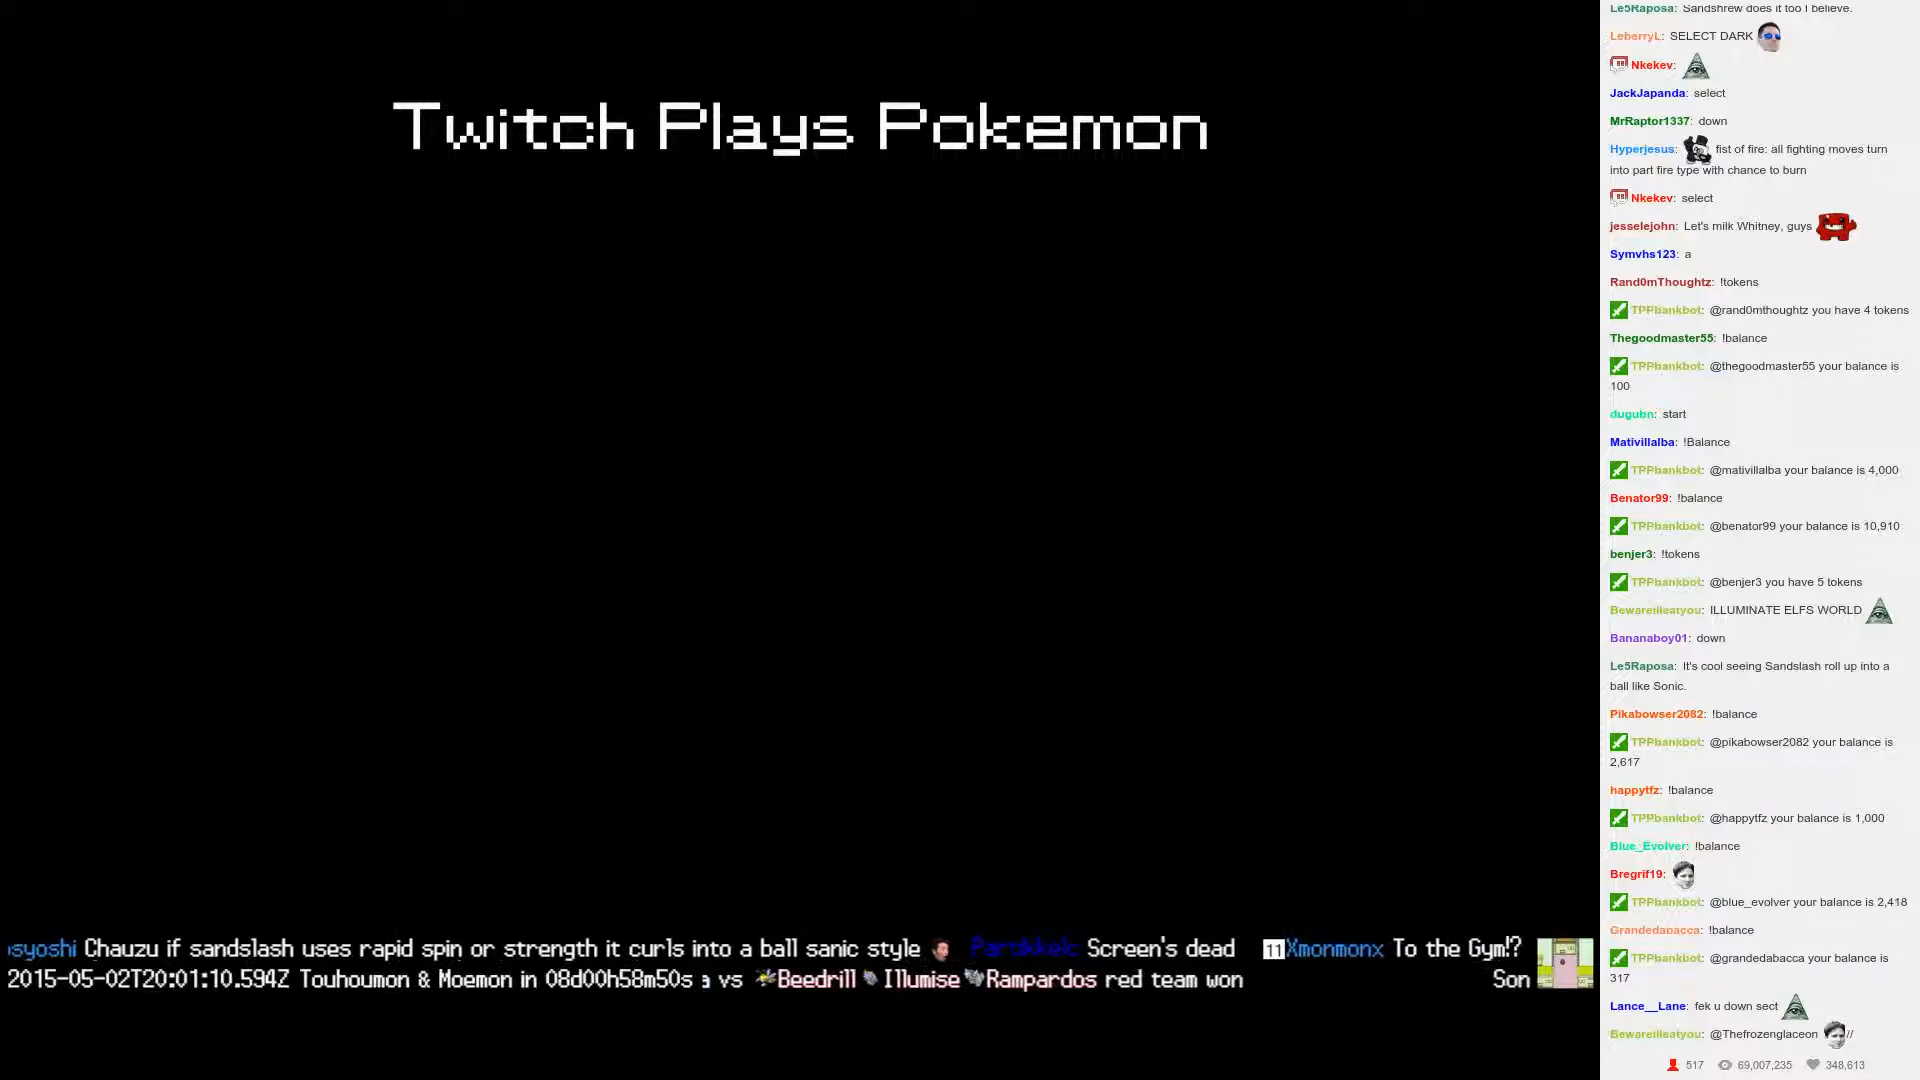 Twitch Plays Pokemon
syoshi Chauzu if sandslash uses rapid spin or strength it curls into a ball sanic style Partikkelc Screen's dead 11 Xmonmonx To the Gym!?
2015-05-02T20:01:10.594Z Touhoumon & Moemon in 08d00h58m50s a vs Beedrill Illumise Rampardos red team won Son
Le5Raposa: Sandshrew does it too I believe.
LeberryL: SELECT DARK
Nkekev:
JackJapanda: select
MrRaptor1337: down
Hyperjesus: fist of fire: all fighting moves turn
into part fire type with chance to burn
Nkekev: select
jesselejohn: Let's milk Whitney, guys
Symvhs123: a
Rand0mThoughtz: !tokens
TPPbankbot: @rand0mthoughtz you have 4 tokens
Thegoodmaster55: !balance
TPPbankbot: @thegoodmaster55 your balance is
100
dugubn: start
Mativillalba: !Balance
TPPbankbot: @mativillalba your balance is 4,000
Benator99: !balance
TPPbankbot: @benator99 your balance is 10,910
benjer3: !tokens
TPPbankbot: @benjer3 you have 5 tokens
Bewareilleatyou: ILLUMINATE ELFS WORLD
Bananaboy01: down
Le5Raposa: It's cool seeing Sandslash roll up into a
ball like Sonic.
Pikabowser2082: !balance
TPPbankbot: @pikabowser2082 your balance is
2,617
happytfz: !balance
TPPbankbot: @happytfz your balance is 1,000
Blue_Evolver: !balance
Bregrif19:
TPPbankbot: @blue_evolver your balance is 2,418
Grandedabacca: !balance
TPPbankbot: @grandedabacca your balance is
317
Lance__Lane: fek u down sect
Bewareilleatyou: @Thefrozenglaceon //
517 69,007,235 348,613